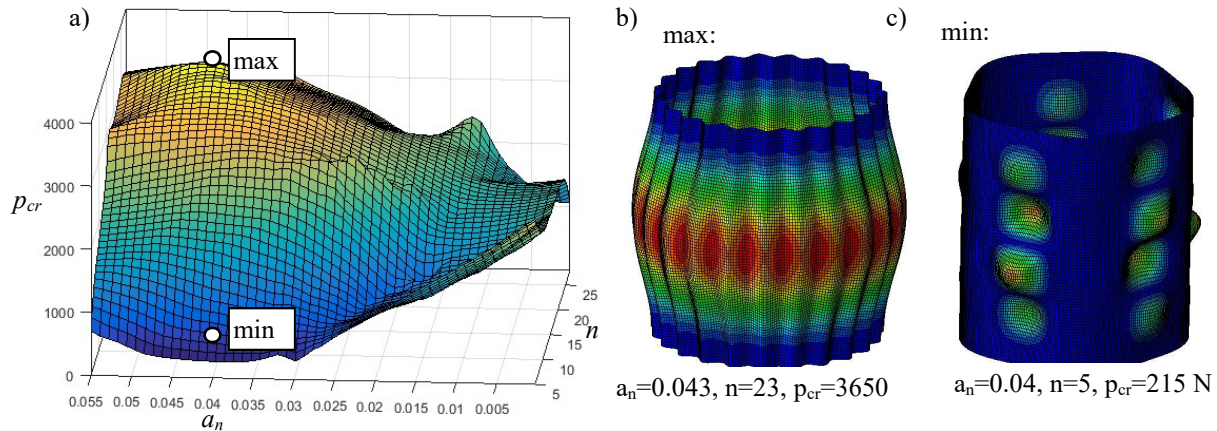 a)
max
4000
3000
p_cr
2000
1000
min
0
0.055 0.05 0.045 0.04 0.035 0.03 0.025 0.02 0.015 0.01 0.005
a_n
5
10
15
20
25
n
b)
max:
a_n=0.043, n=23, p_cr=3650
c)
min:
a_n=0.04, n=5, p_cr=215 N